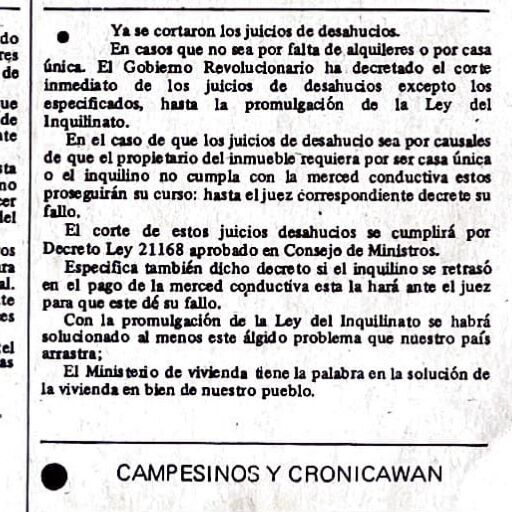 do
res
de
ue
de
nte
sta
no
cer
del
os
ra
al.
te
es
el
as
Ya se cortaron los juicios de desahucios.
En casos que no sea por falta de alquileres o por casa
única. El Gobierno Revolucionario ha decretado el corte
inmediato de los juicios de desahucios excepto los
especificados, hasta la promulgación de la Ley del
Inquilinato.
En el caso de que los juicios de desahucio sea por causales
de que el propietario del inmueble requiera por ser casa única
o el inquilino no cumpla con la merced conductiva estos
proseguirán su curso: hasta el juez correspondiente decrete su
fallo.
El corte de estos juicios desahucios se cumplirá por
Decreto Ley 21168 aprobado en Consejo de Ministros.
Especifica también dicho decreto si el inquilino se retrasó
en el pago de la merced conductiva esta la hará ante el juez
para que este dé su fallo.
Con la promulgación de la Ley del Inquilinato se habrá
solucionado al menos este álgido problema que nuestro país
arrastra;
El Ministerio de vivienda tiene la palabra en la solución de
la vivienda en bien de nuestro pueblo.
CAMPESINOS Y CRONICAWAN